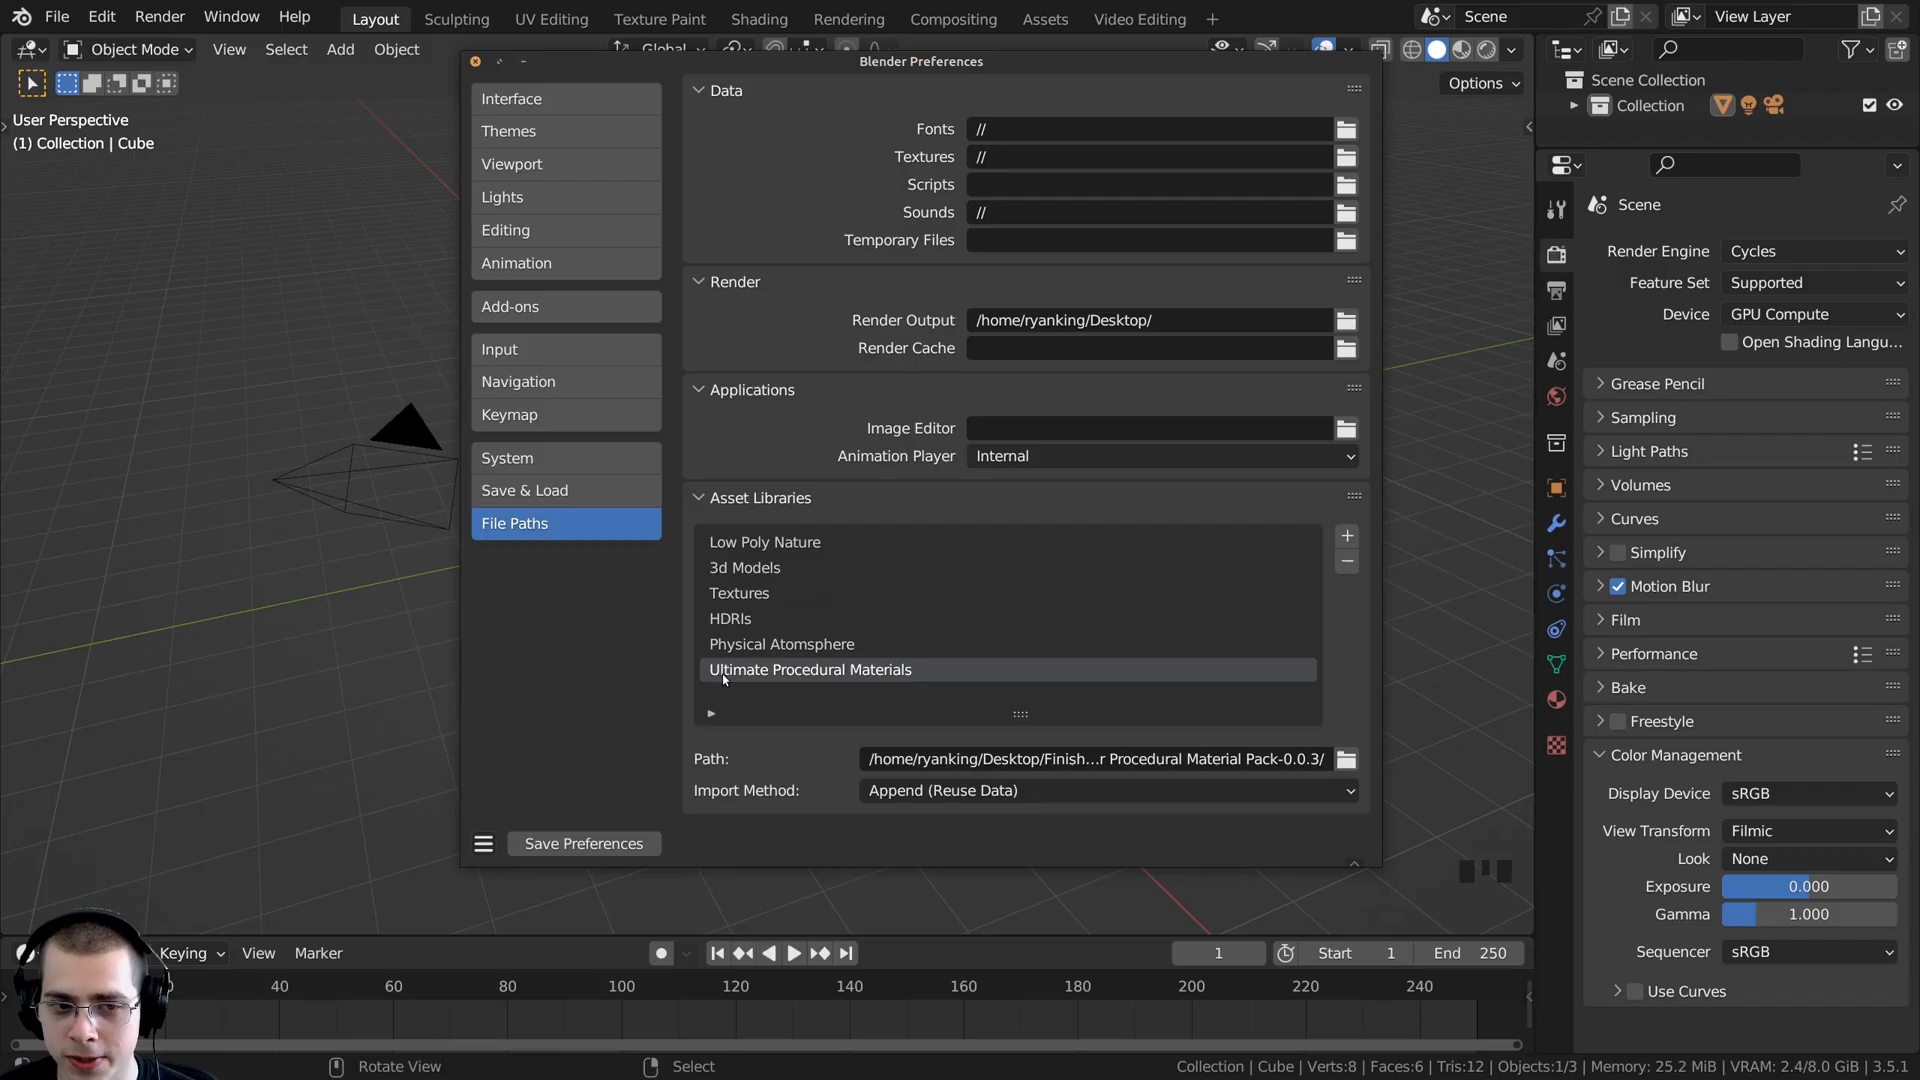 File Edit Render Window Help
Layout Sculpting UV Editing Texture Paint Shading Rendering Compositing Assets Video Editing +
Scene
View Layer
Object Mode View Select Add Object
Global
Options
User Perspective
(1) Collection | Cube
Blender Preferences
Interface
Themes
Viewport
Lights
Editing
Animation
Add-ons
Input
Navigation
Keymap
System
Save & Load
File Paths
Save Preferences
Data
Fonts //
Textures //
Scripts
Sounds //
Temporary Files
Render
Render Output /home/ryanking/Desktop/
Render Cache
Applications
Image Editor
Animation Player Internal
Asset Libraries
Low Poly Nature
3d Models
Textures
HDRIs
Physical Atomsphere
Ultimate Procedural Materials
Path: /home/ryanking/Desktop/Finish...r Procedural Material Pack-0.0.3/
Import Method: Append (Reuse Data)
Scene Collection
Collection
Scene
Render Engine Cycles
Feature Set Supported
Device GPU Compute
Open Shading Langu...
Grease Pencil
Sampling
Light Paths
Volumes
Curves
Simplify
Motion Blur
Film
Performance
Bake
Freestyle
Color Management
Display Device sRGB
View Transform Filmic
Look None
Exposure 0.000
Gamma 1.000
Sequencer sRGB
Use Curves
Keying View Marker
1 Start 1 End 250
40 60 80 100 120 140 160 180 200 220 240
Rotate View
Select
Collection | Cube | Verts:8 | Faces:6 | Tris:12 | Objects:1/3 | Memory: 25.2 MiB | VRAM: 2.4/8.0 GiB | 3.5.1